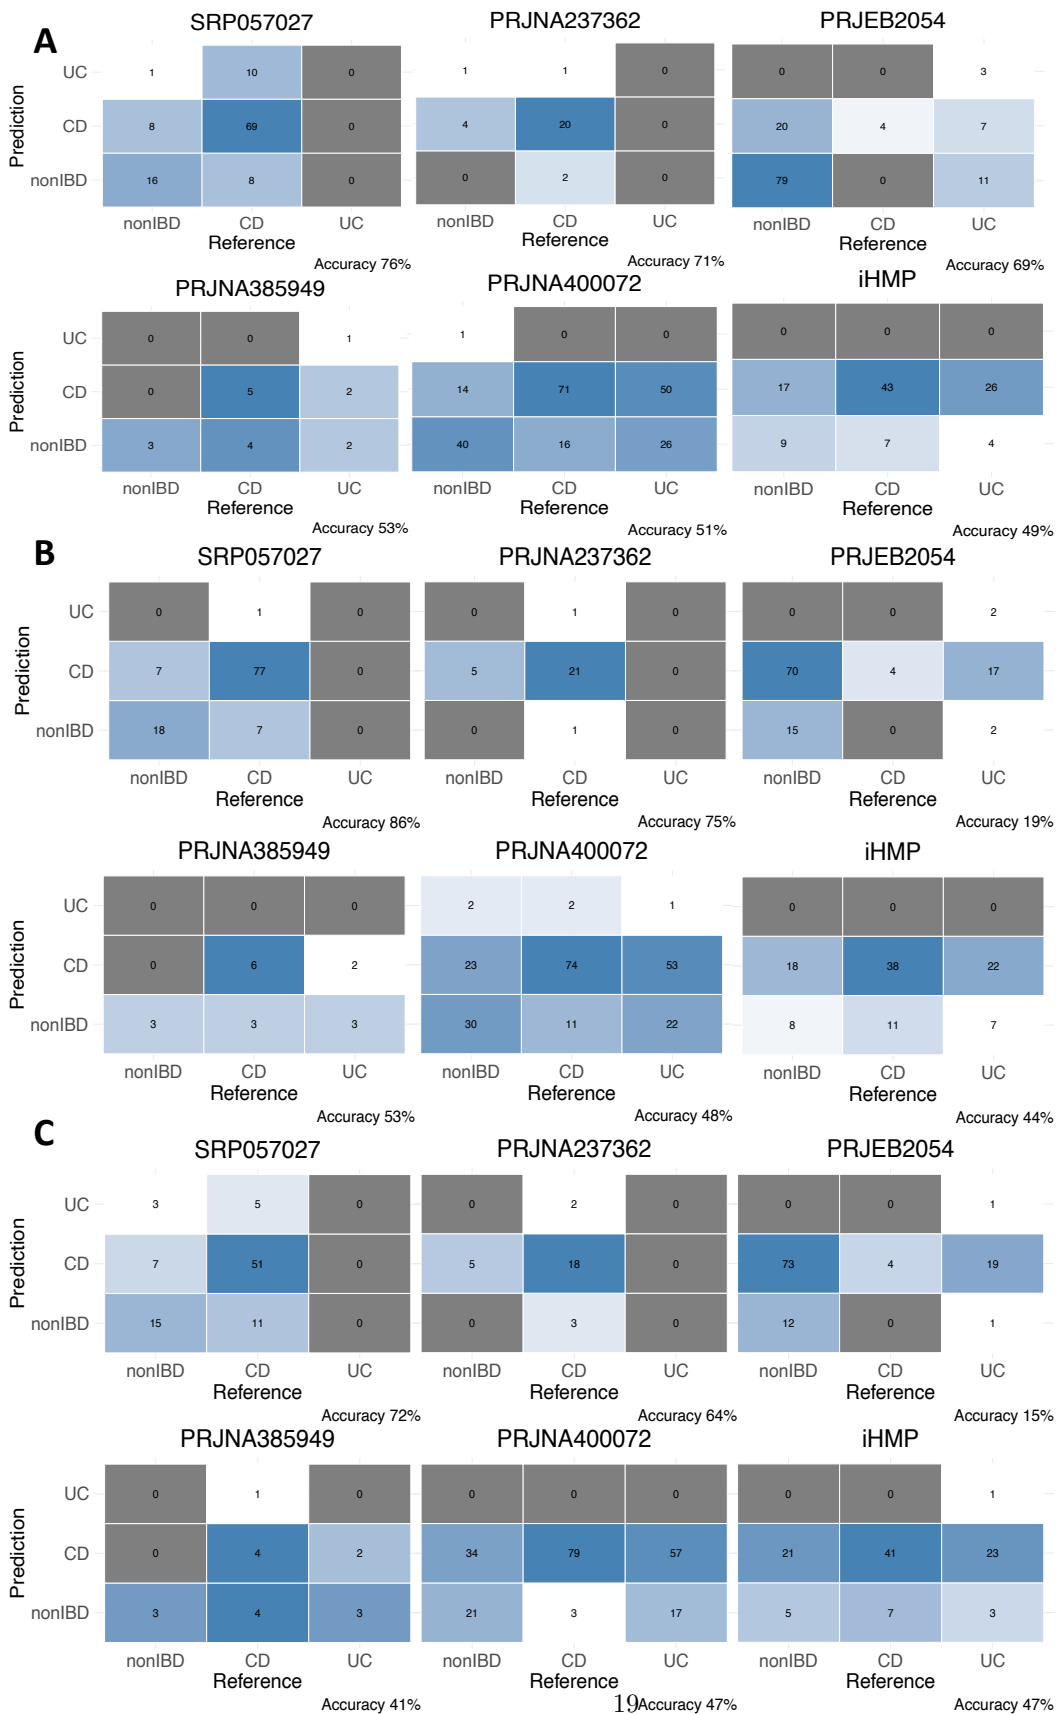 A
SRP057027 PRJNA237362 PRJEB2054
Prediction
UC 1 10 0 1 1 0 0 0 3
CD 8 69 0 4 20 0 20 4 7
nonIBD 16 8 0 0 2 0 79 0 11
nonIBD CD UC nonIBD CD UC nonIBD CD UC
Reference Reference Reference
Accuracy 76% Accuracy 71% Accuracy 69%
PRJNA385949 PRJNA400072 iHMP
Prediction
UC 0 0 1 1 0 0 0 0 0
CD 0 5 2 14 71 50 17 43 26
nonIBD 3 4 2 40 16 26 9 7 4
nonIBD CD UC nonIBD CD UC nonIBD CD UC
Reference Reference Reference
Accuracy 53% Accuracy 51% Accuracy 49%
B
SRP057027 PRJNA237362 PRJEB2054
Prediction
UC 0 1 0 0 1 0 0 0 2
CD 7 77 0 5 21 0 70 4 17
nonIBD 18 7 0 0 1 0 15 0 2
nonIBD CD UC nonIBD CD UC nonIBD CD UC
Reference Reference Reference
Accuracy 86% Accuracy 75% Accuracy 19%
PRJNA385949 PRJNA400072 iHMP
Prediction
UC 0 0 0 2 2 1 0 0 0
CD 0 6 2 23 74 53 18 38 22
nonIBD 3 3 3 30 11 22 8 11 7
nonIBD CD UC nonIBD CD UC nonIBD CD UC
Reference Reference Reference
Accuracy 53% Accuracy 48% Accuracy 44%
C
SRP057027 PRJNA237362 PRJEB2054
Prediction
UC 3 5 0 0 2 0 0 0 1
CD 7 51 0 5 18 0 73 4 19
nonIBD 15 11 0 0 3 0 12 0 1
nonIBD CD UC nonIBD CD UC nonIBD CD UC
Reference Reference Reference
Accuracy 72% Accuracy 64% Accuracy 15%
PRJNA385949 PRJNA400072 iHMP
Prediction
UC 0 1 0 0 0 0 0 0 1
CD 0 4 2 34 79 57 21 41 23
nonIBD 3 4 3 21 3 17 5 7 3
nonIBD CD UC nonIBD CD UC nonIBD CD UC
Reference Reference Reference
Accuracy 41% Accuracy 47% Accuracy 47%
19